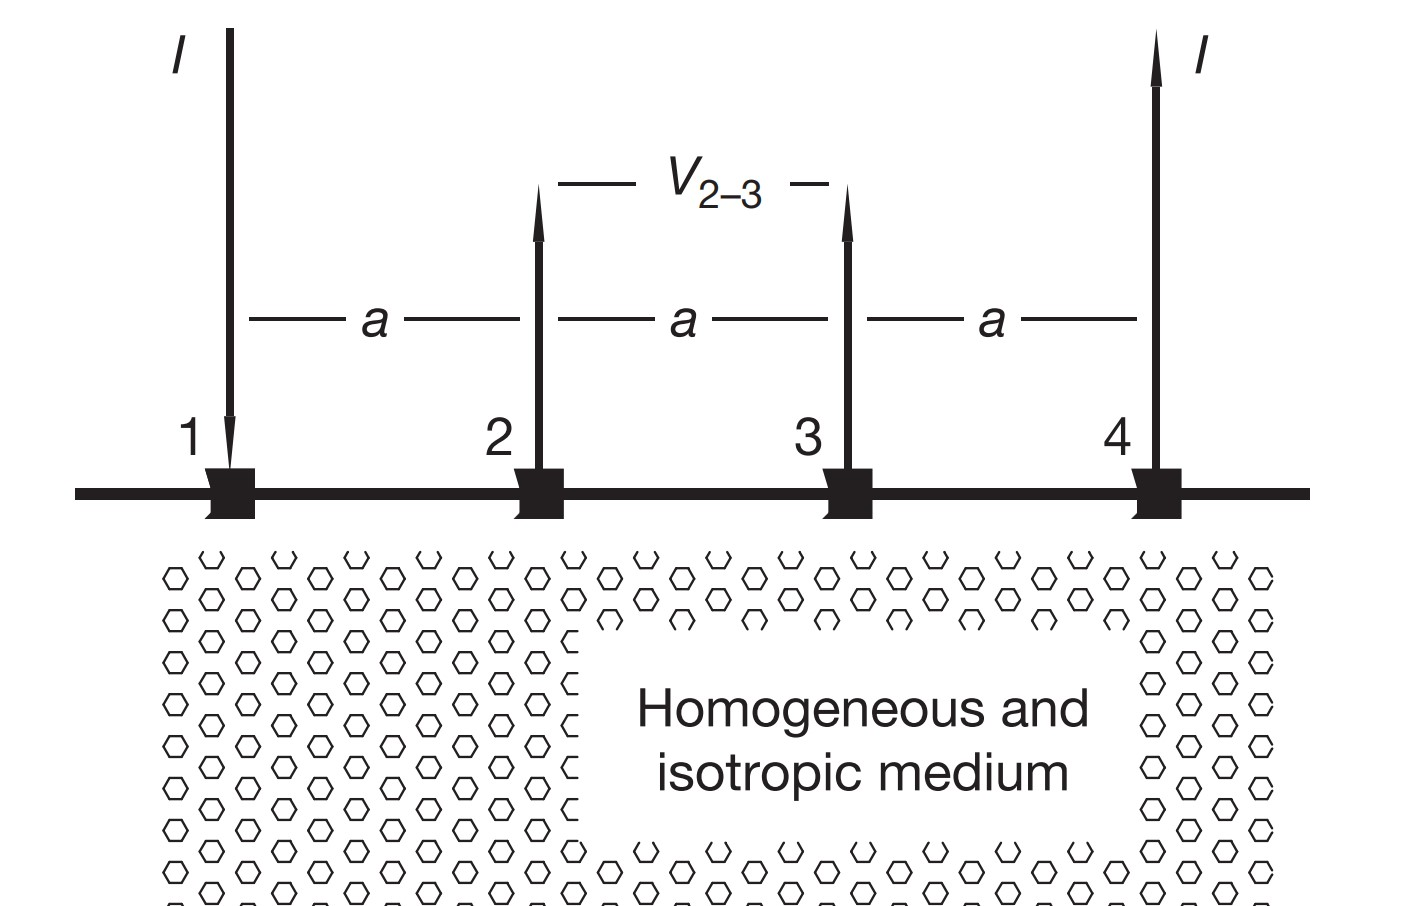 I
I
V2–3
a
a
a
1
2
3
4
Homogeneous and
isotropic medium